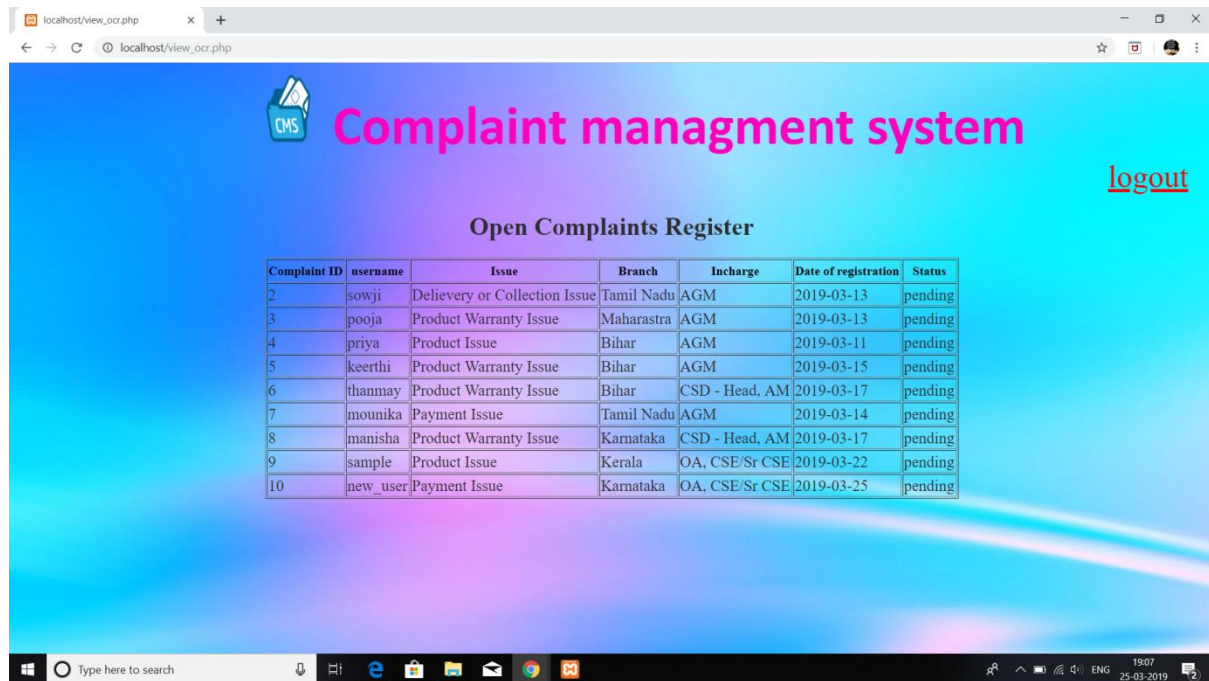 localhost/view_ocr.php
localhost/view_ocr.php
CMS
Complaint managment system
logout
Open Complaints Register
Complaint ID username Issue Branch Incharge Date of registration Status
2 sowji Delievery or Collection Issue Tamil Nadu AGM 2019-03-13 pending
3 pooja Product Warranty Issue Maharastra AGM 2019-03-13 pending
4 priya Product Issue Bihar AGM 2019-03-11 pending
5 keerthi Product Warranty Issue Bihar AGM 2019-03-15 pending
6 thanmay Product Warranty Issue Bihar CSD - Head, AM 2019-03-17 pending
7 mounika Payment Issue Tamil Nadu AGM 2019-03-14 pending
8 manisha Product Warranty Issue Karnataka CSD - Head, AM 2019-03-17 pending
9 sample Product Issue Kerala OA, CSE/Sr CSE 2019-03-22 pending
10 new_user Payment Issue Karnataka OA, CSE/Sr CSE 2019-03-25 pending
Type here to search
ENG
19:07
25-03-2019
2